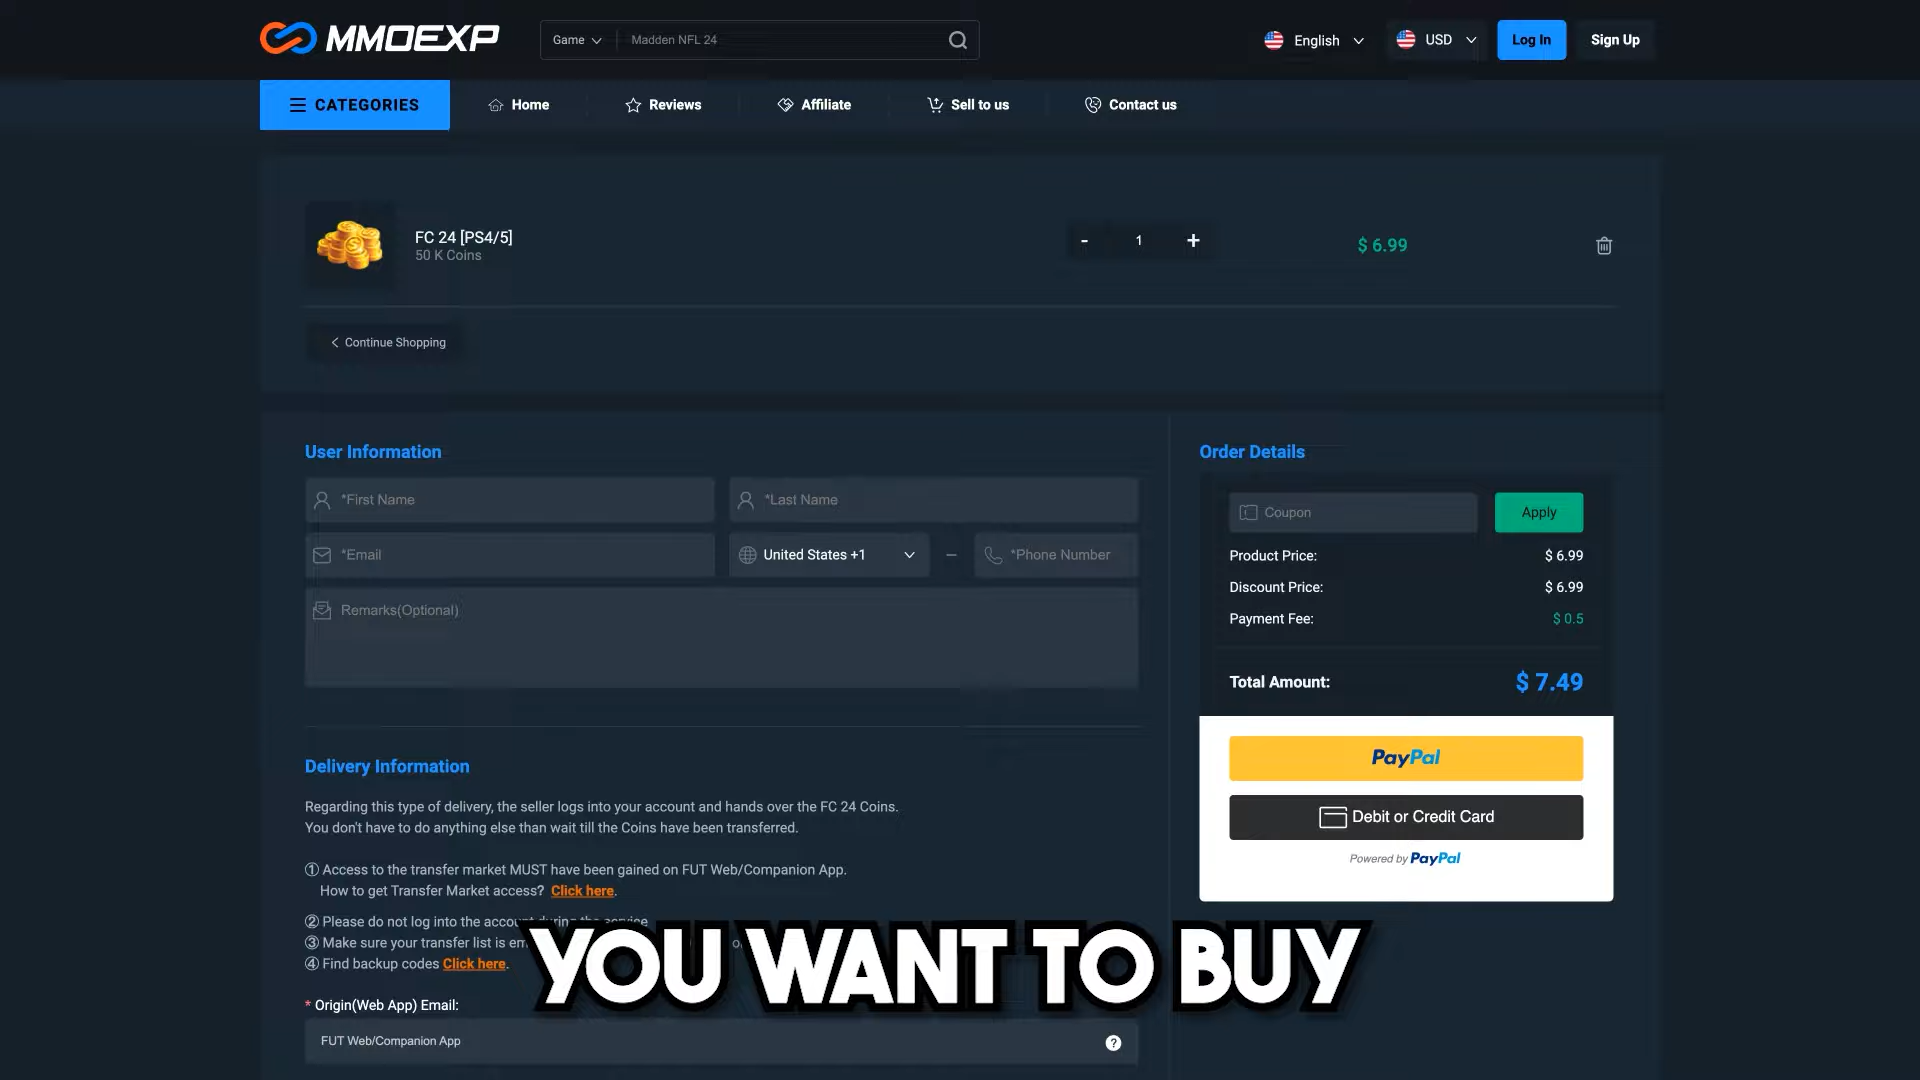 MMOEXP
Game
Madden NFL 24
English
USD
Log In
Sign Up
CATEGORIES
Home
Reviews
Affiliate
Sell to us
Contact us
FC 24 [PS4/5]
50 K Coins
- 1 +
$ 6.99
< Continue Shopping
User Information
*First Name
*Last Name
*Email
United States +1
*Phone Number
Remarks(Optional)
Order Details
Coupon
Apply
Product Price: $ 6.99
Discount Price: $ 6.99
Payment Fee: $ 0.5
Total Amount: $ 7.49
PayPal
Debit or Credit Card
Powered by PayPal
Delivery Information
Regarding this type of delivery, the seller logs into your account and hands over the FC 24 Coins.
You don't have to do anything else than wait till the Coins have been transferred.
① Access to the transfer market MUST have been gained on FUT Web/Companion App.
How to get Transfer Market access? Click here.
② Please do not log into the account during the service
③ Make sure your transfer list is
④ Find backup codes Click here.
YOU WANT TO BUY
* Origin(Web App) Email:
FUT Web/Companion App
?